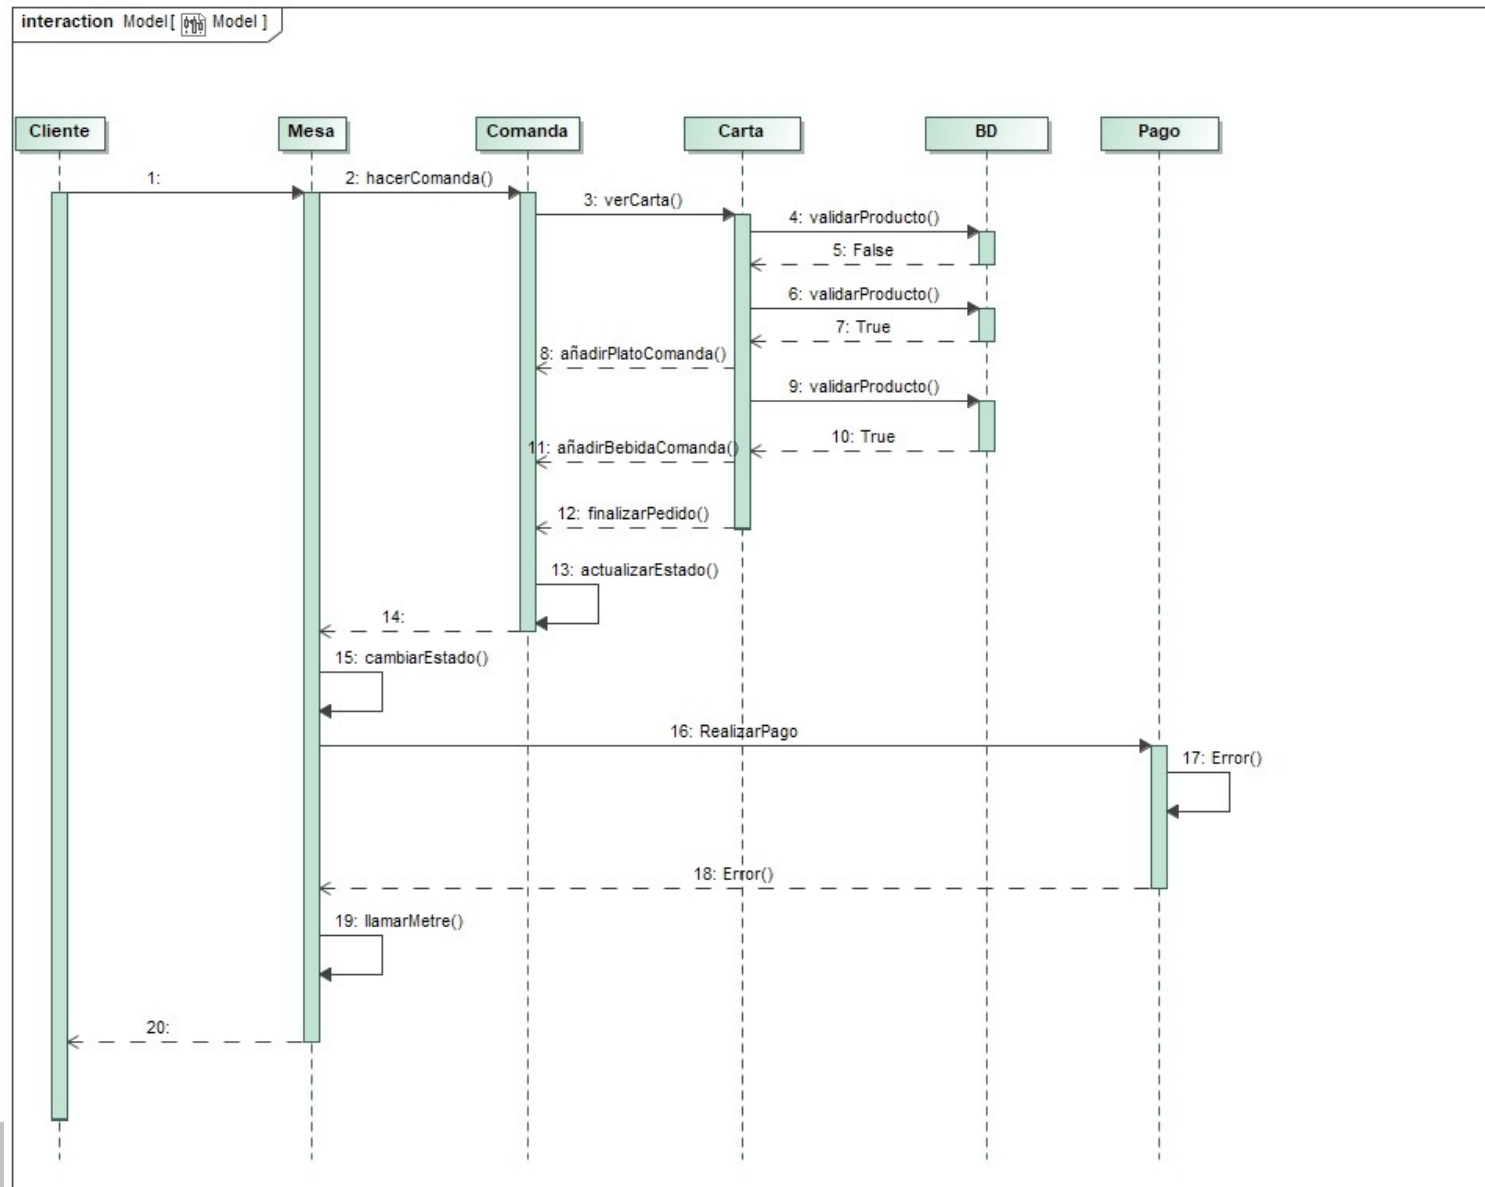 interaction Model[ Model ]
Cliente
Mesa
Comanda
Carta
BD
Pago
1:
2: hacerComanda()
3: verCarta()
4: validarProducto()
5: False
6: validarProducto()
7: True
8: añadirPlatoComanda()
9: validarProducto()
10: True
11: añadirBebidaComanda()
12: finalizarPedido()
13: actualizarEstado()
14:
15: cambiarEstado()
16: RealizarPago
17: Error()
18: Error()
19: llamarMetre()
20: